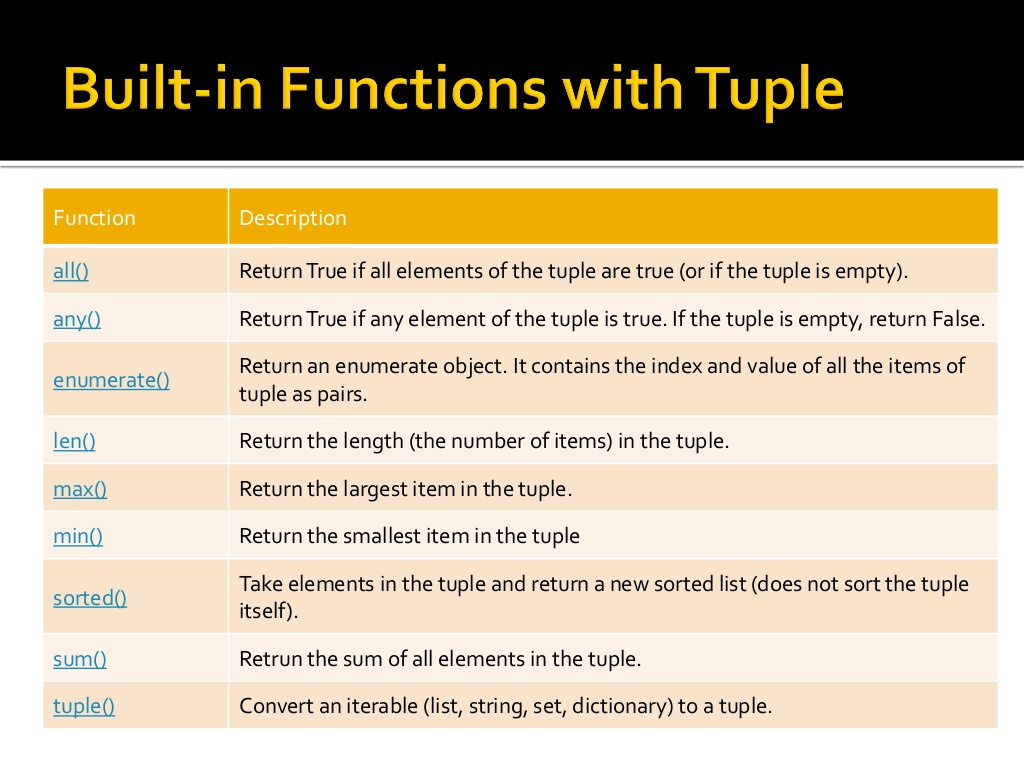 Built-in Functions with Tuple
Function Description
all() Return True if all elements of the tuple are true (or if the tuple is empty).
any() Return True if any element of the tuple is true. If the tuple is empty, return False.
enumerate() Return an enumerate object. It contains the index and value of all the items of
tuple as pairs.
len() Return the length (the number of items) in the tuple.
max() Return the largest item in the tuple.
min() Return the smallest item in the tuple
sorted() Take elements in the tuple and return a new sorted list (does not sort the tuple
itself).
sum() Retrun the sum of all elements in the tuple.
tuple() Convert an iterable (list, string, set, dictionary) to a tuple.